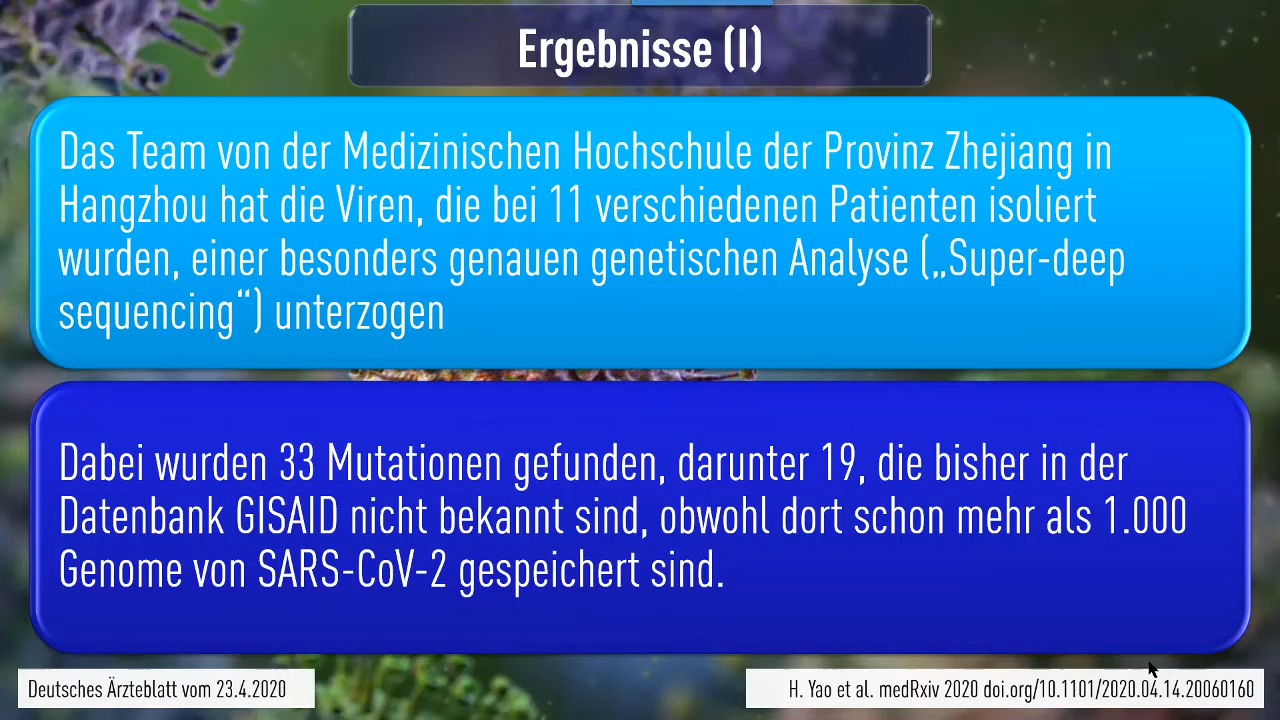 Ergebnisse (I)
Das Team von der Medizinischen Hochschule der Provinz Zhejiang in
Hangzhou hat die Viren, die bei 11 verschiedenen Patienten isoliert
wurden, einer besonders genauen genetischen Analyse („Super-deep
sequencing“) unterzogen
Dabei wurden 33 Mutationen gefunden, darunter 19, die bisher in der
Datenbank GISAID nicht bekannt sind, obwohl dort schon mehr als 1.000
Genome von SARS-CoV-2 gespeichert sind.
Deutsches Ärzteblatt vom 23.4.2020
H. Yao et al. medRxiv 2020 doi.org/10.1101/2020.04.14.20060160